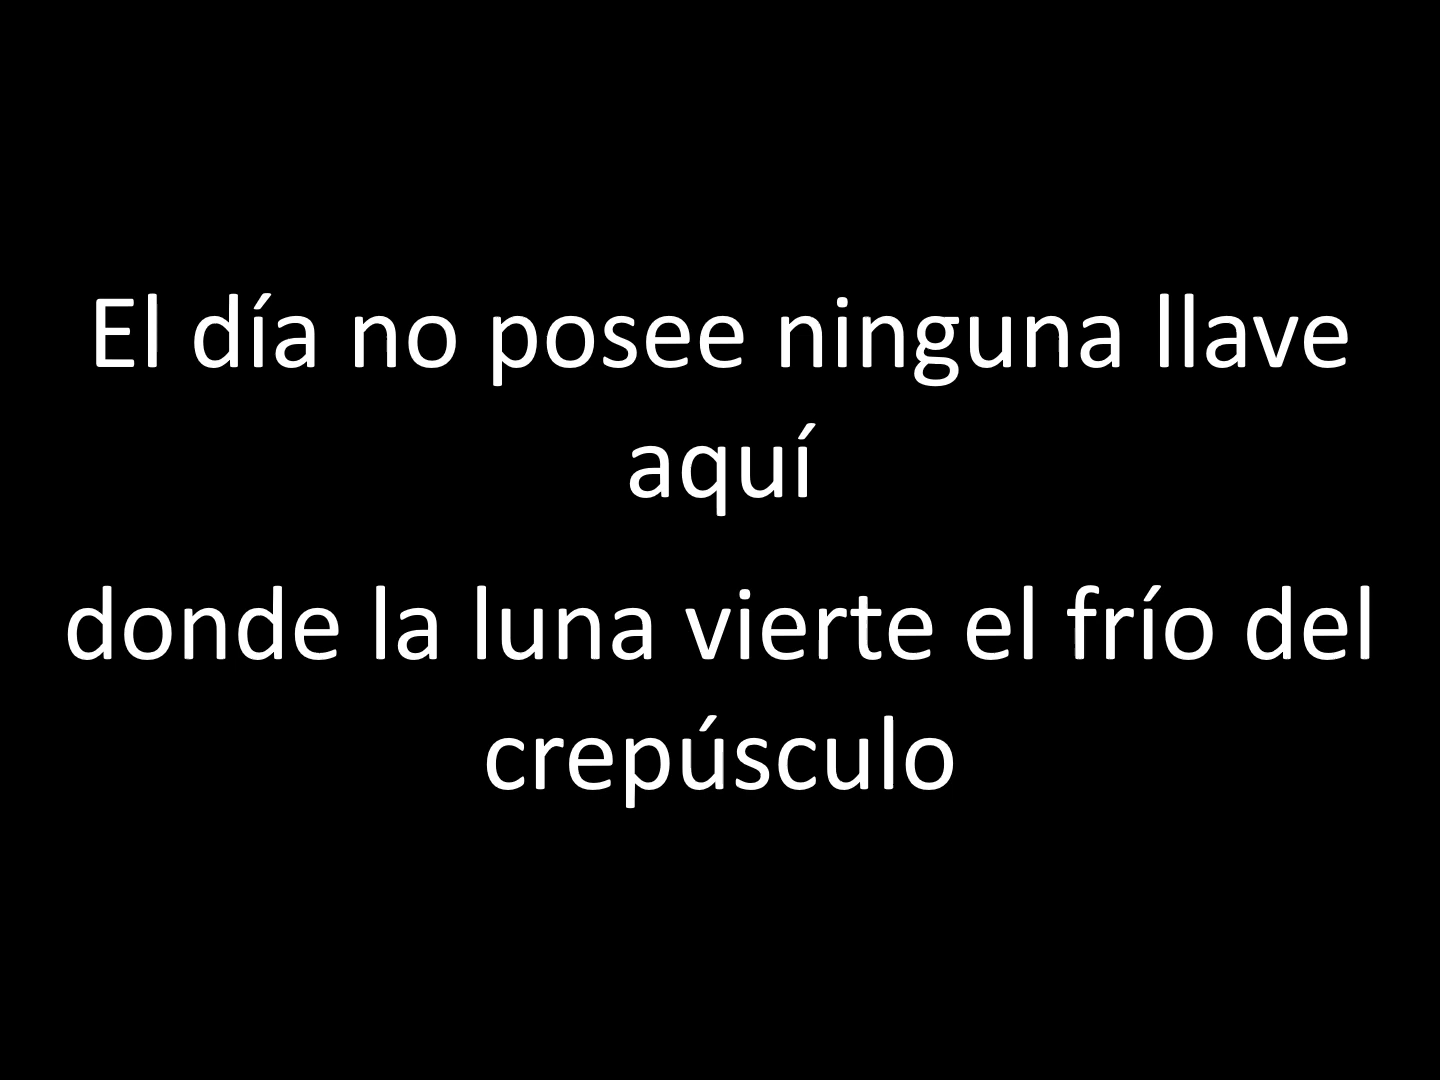 El día no posee ninguna llave
aquí
donde la luna vierte el frío del
crepúsculo